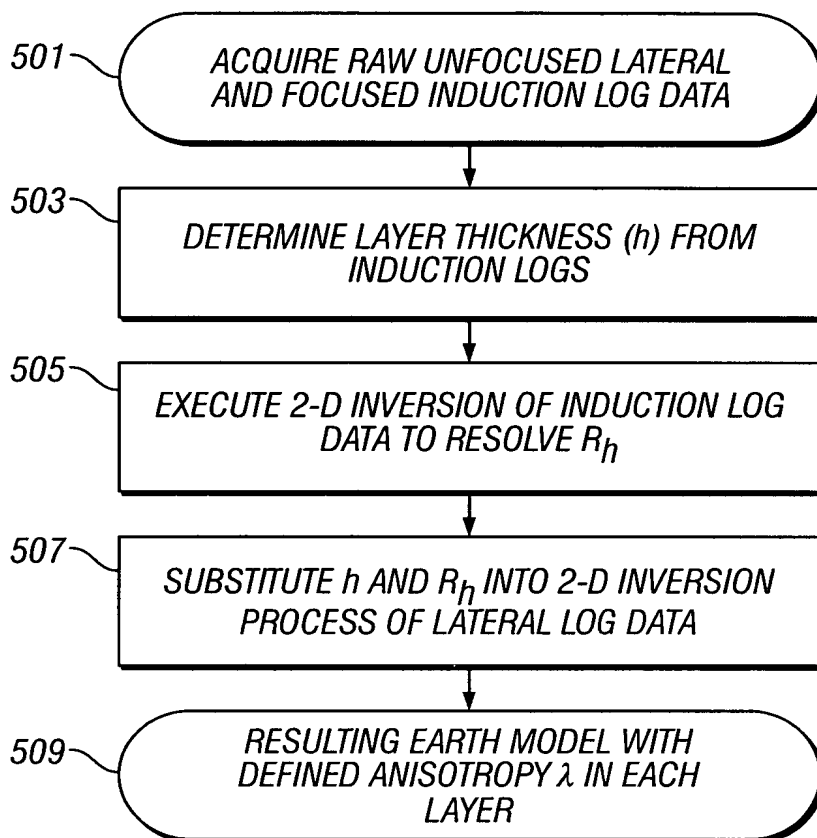 501
ACQUIRE RAW UNFOCUSED LATERAL
AND FOCUSED INDUCTION LOG DATA
503
DETERMINE LAYER THICKNESS (h) FROM
INDUCTION LOGS
505
EXECUTE 2-D INVERSION OF INDUCTION LOG
DATA TO RESOLVE Rh
507
SUBSTITUTE h AND Rh INTO 2-D INVERSION
PROCESS OF LATERAL LOG DATA
509
RESULTING EARTH MODEL WITH
DEFINED ANISOTROPY λ IN EACH
LAYER